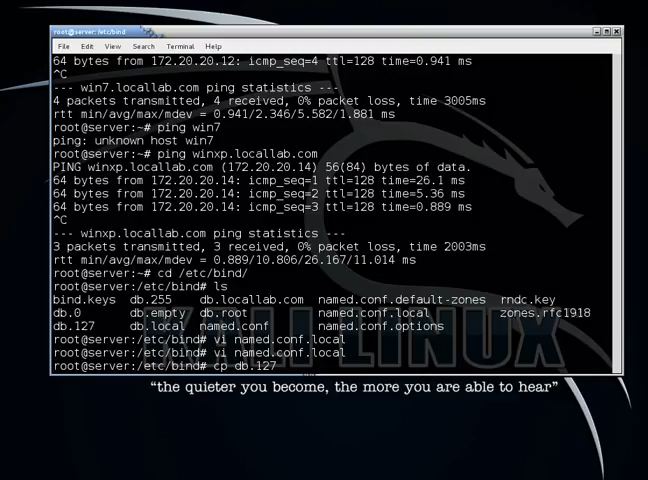 root@server: /etc/bind
File Edit View Search Terminal Help
64 bytes from 172.20.20.12: icmp_seq=4 ttl=128 time=0.941 ms
^C
--- win7.locallab.com ping statistics ---
4 packets transmitted, 4 received, 0% packet loss, time 3005ms
rtt min/avg/max/mdev = 0.941/2.346/5.582/1.881 ms
root@server:~# ping win7
ping: unknown host win7
root@server:~# ping winxp.locallab.com
PING winxp.locallab.com (172.20.20.14) 56(84) bytes of data.
64 bytes from 172.20.20.14: icmp_seq=1 ttl=128 time=26.1 ms
64 bytes from 172.20.20.14: icmp_seq=2 ttl=128 time=5.36 ms
64 bytes from 172.20.20.14: icmp_seq=3 ttl=128 time=0.889 ms
^C
--- winxp.locallab.com ping statistics ---
3 packets transmitted, 3 received, 0% packet loss, time 2003ms
rtt min/avg/max/mdev = 0.889/10.806/26.167/11.014 ms
root@server:~# cd /etc/bind/
root@server:/etc/bind# ls
bind.keys db.255 db.locallab.com named.conf.default-zones rndc.key
db.0 db.empty db.root named.conf.local zones.rfc1918
db.127 db.local named.conf named.conf.options
root@server:/etc/bind# vi named.conf.local
root@server:/etc/bind# vi named.conf.local
root@server:/etc/bind# cp db.127
KALI LINUX
“the quieter you become, the more you are able to hear”